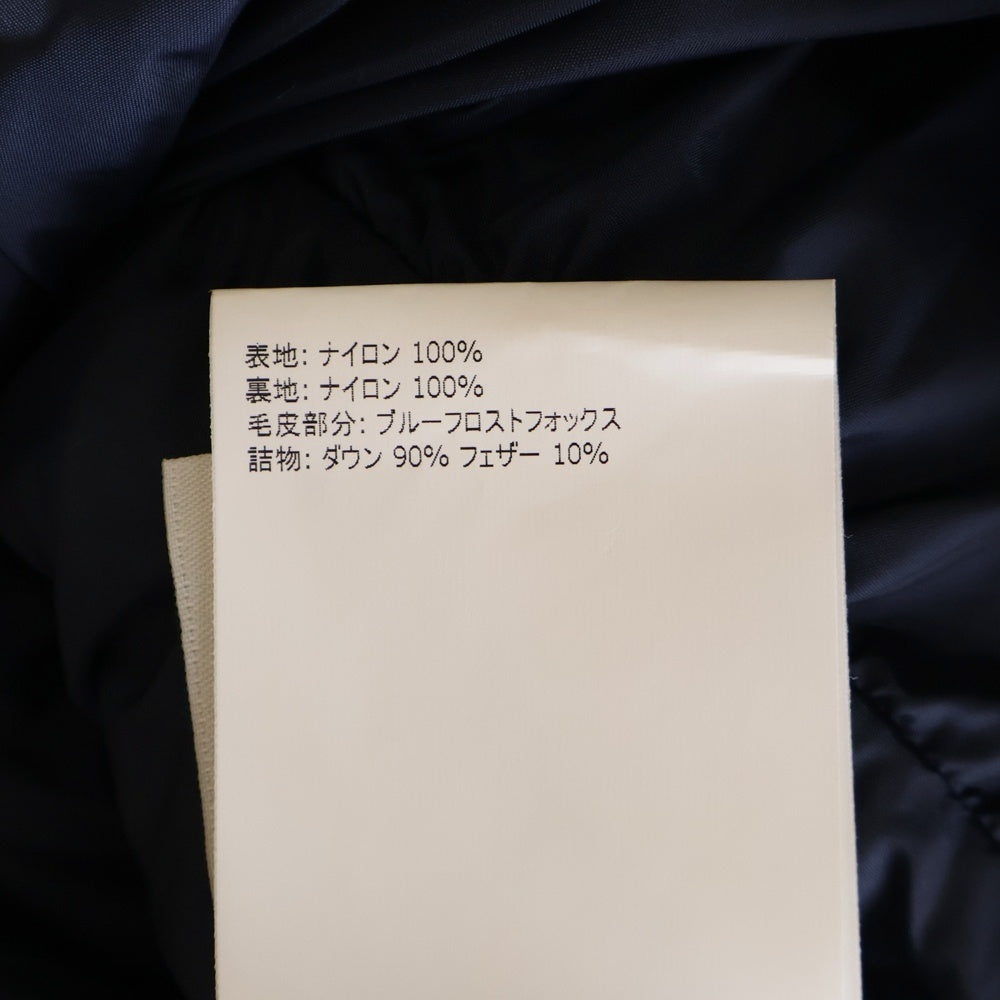 表地: ナイロン 100%
裏地: ナイロン 100%
毛皮部分: ブルーフロストフォックス
詰物: ダウン 90% フェザー 10%